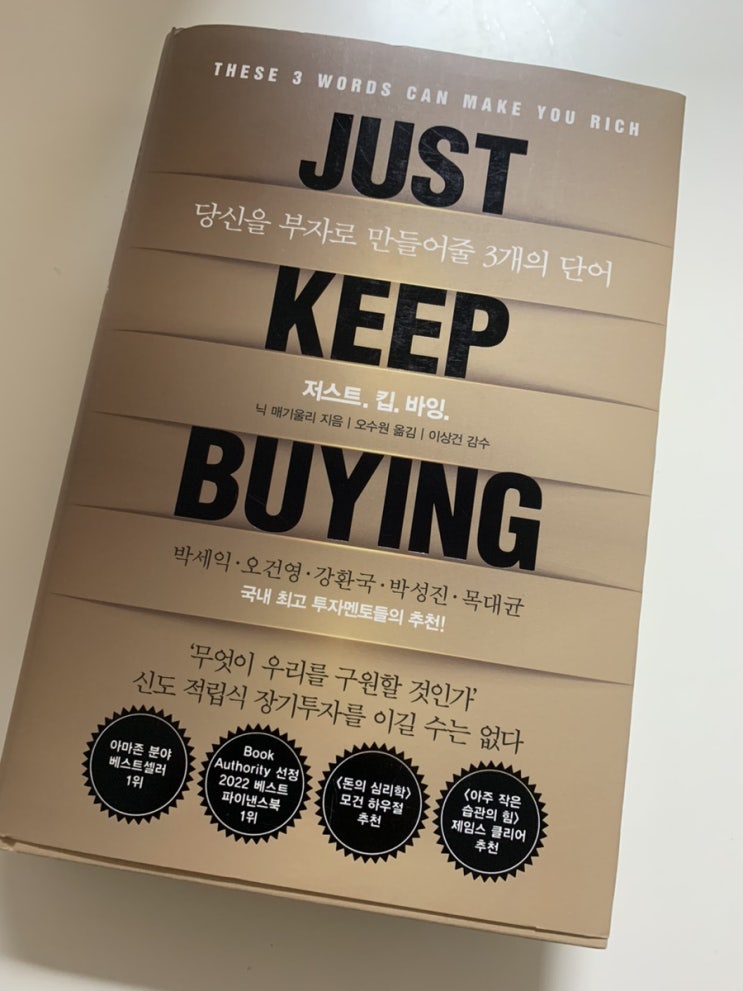 THESE 3 WORDS CAN MAKE YOU RICH
JUST
당신을 부자로 만들어줄 3개의 단어
KEEP
저스트. 킵. 바잉.
닉 매기울리 지음 | 오수원 옮김 | 이상건 감수
BUYING
박세익·오건영·강환국·박성진·목대균
국내 최고 투자멘토들의 추천!
‘무엇이 우리를 구원할 것인가’
신도 적립식 장기투자를 이길 수는 없다
아마존 분야
베스트셀러
1위
Book
Authority 선정
2022 베스트
파이낸스북
1위
〈돈의 심리학〉
모건 하우절
추천
〈아주 작은
습관의 힘〉
제임스 클리어
추천